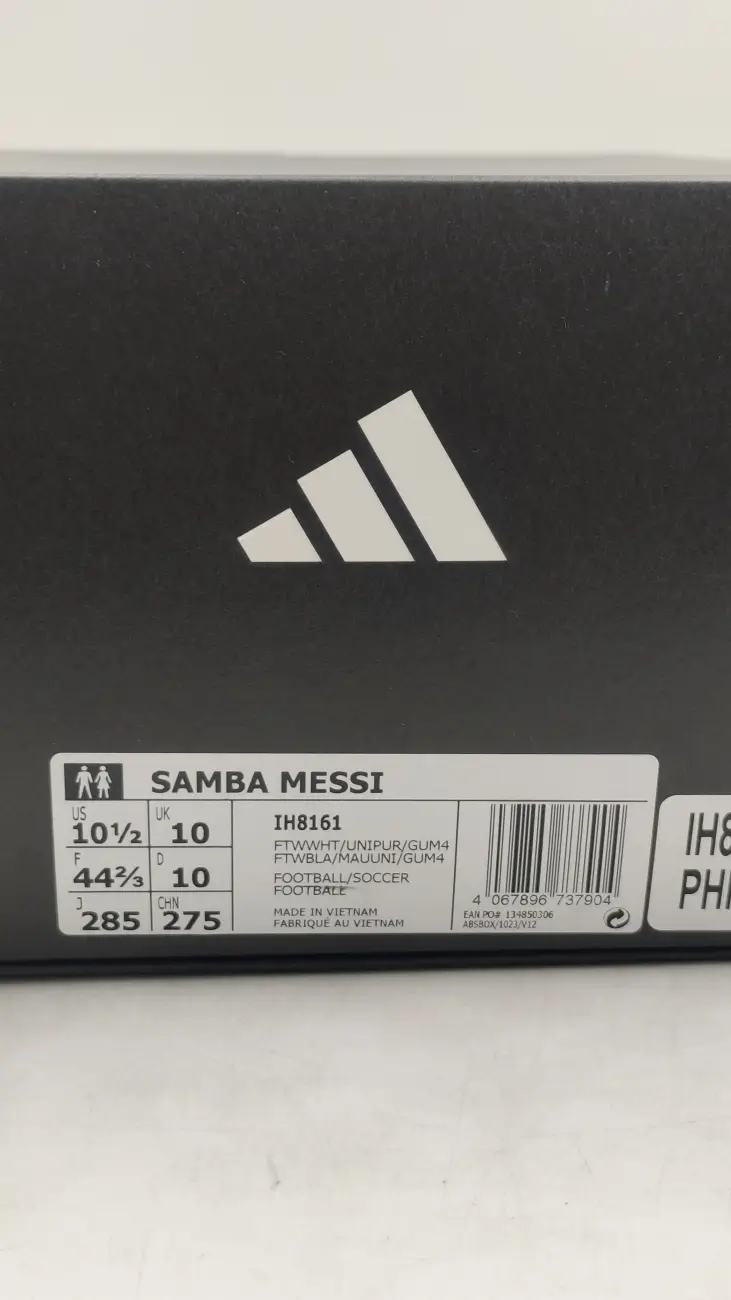 SAMBA MESSI
US 10½
UK 10
F 44⅔
D 10
J 285
CHN 275
IH8161
FTWWHT/UNIPUR/GUM4
FTWBLA/MAUUNI/GUM4
FOOTBALL/SOCCER
FOOTBALL
MADE IN VIETNAM
FABRIQUÉ AU VIETNAM
4 067896 737904
EAN PO# 134850306
ABSBOX/1023/V12
IH8
PH